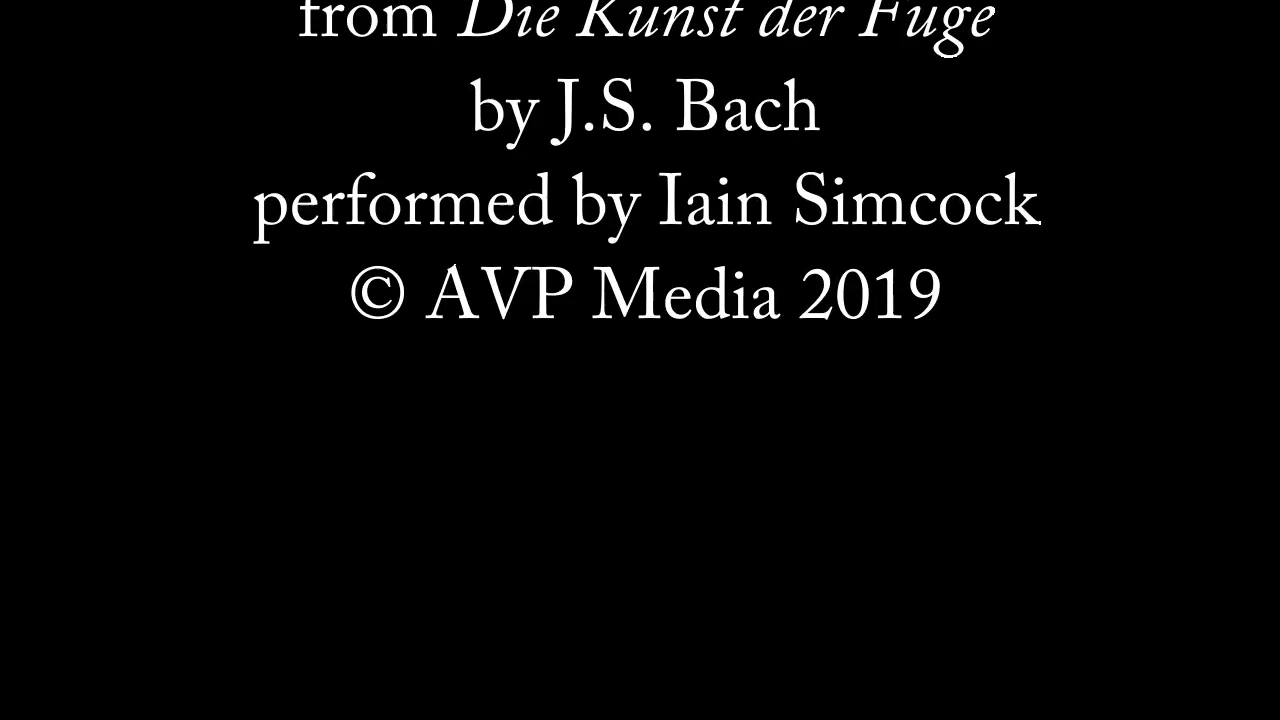 from Die Kunst der Fuge
by J.S. Bach
performed by Iain Simcock
© AVP Media 2019